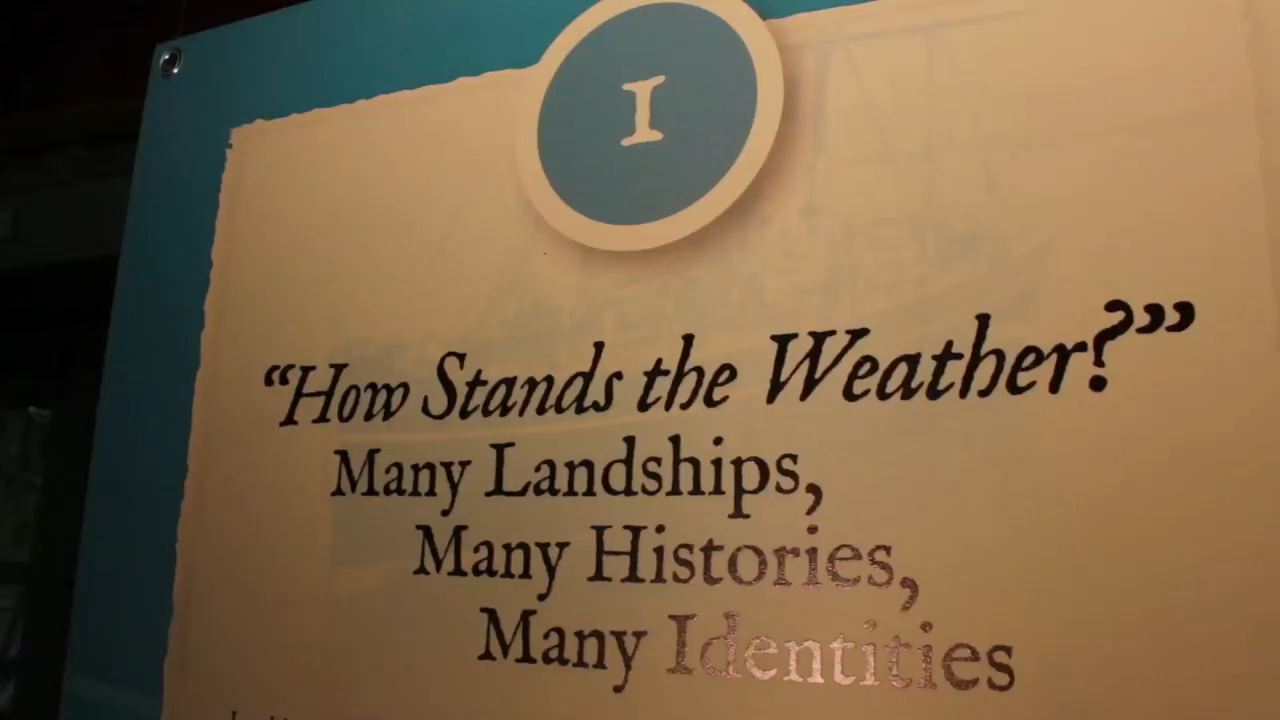 I
“How Stands the Weather?”
Many Landships,
Many Histories,
Many Identities